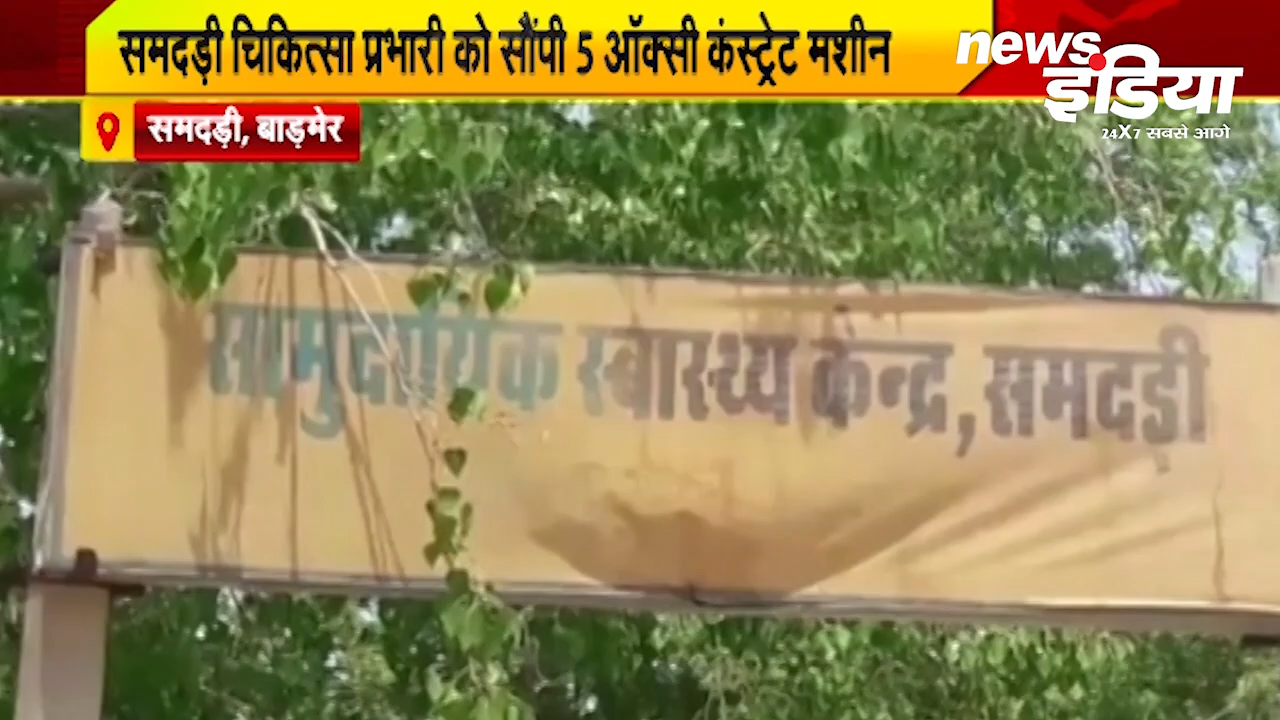 समदड़ी चिकित्सा प्रभारी को सौंपी 5 ऑक्सी कंस्ट्रेट मशीन
news
इंडिया
24X7 सबसे आगे
समदड़ी, बाड़मेर
सामुदायिक स्वास्थ्य केन्द्र, समदड़ी